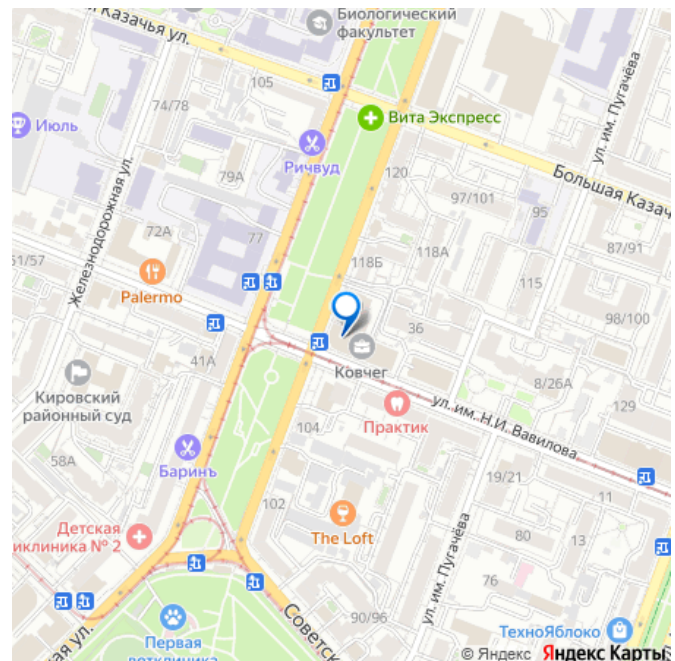 Биологический
факультет
я Казачья ул.
105
74/78
Вита Экспресс
Июль
Ричвуд
ул. им. Пугачёва
Железнодорожная ул.
79А
120
Большая Казач
97/101
95
72А
77
118А
87/91
51/57
118Б
115
Palermo
36
98/100
Ковчег
41А
8/26А
Кировский
районный суд
Практик
ул. им. Н.И. Вавилова
129
104
58А
Баринъ
19/21
11
102
Детская
иклиника № 2
The Loft
80
13
ул. им. Пугачёва
76
90/96
Советск
ая ул.
Первая
ветклиника
ТехноЯблоко
© Яндекс Яндекс Карты